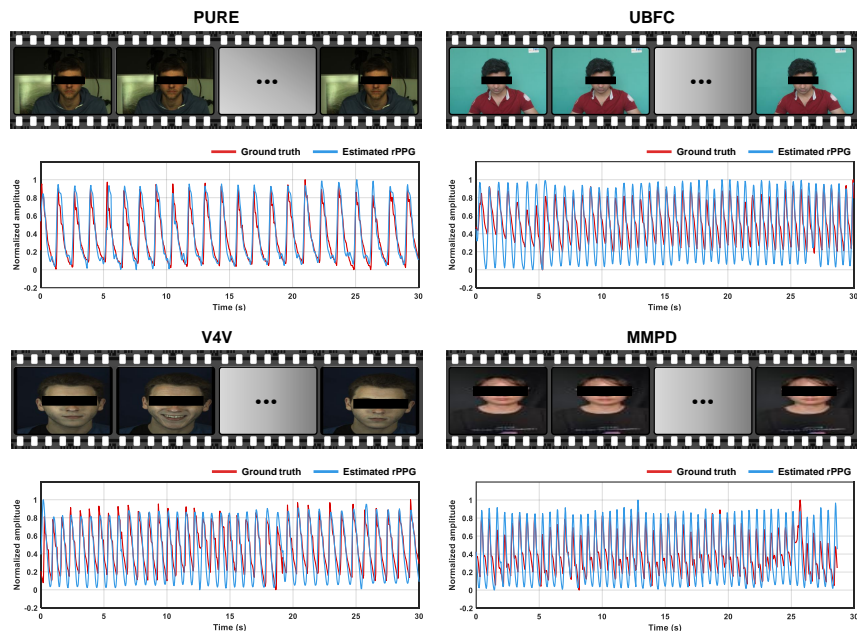 PURE
UBFC
Ground truth
Estimated rPPG
Ground truth
Estimated rPPG
Normalized amplitude
1
0.8
0.6
0.4
0.2
0
-0.2
0
5
10
15
20
25
30
Time (s)
Normalized amplitude
1
0.8
0.6
0.4
0.2
0
-0.2
0
5
10
15
20
25
30
Time (s)
V4V
MMPD
Ground truth
Estimated rPPG
Ground truth
Estimated rPPG
Normalized amplitude
1
0.8
0.6
0.4
0.2
0
-0.2
0
5
10
15
20
25
30
Time (s)
Normalized amplitude
1
0.8
0.6
0.4
0.2
0
-0.2
0
5
10
15
20
25
30
Time (s)